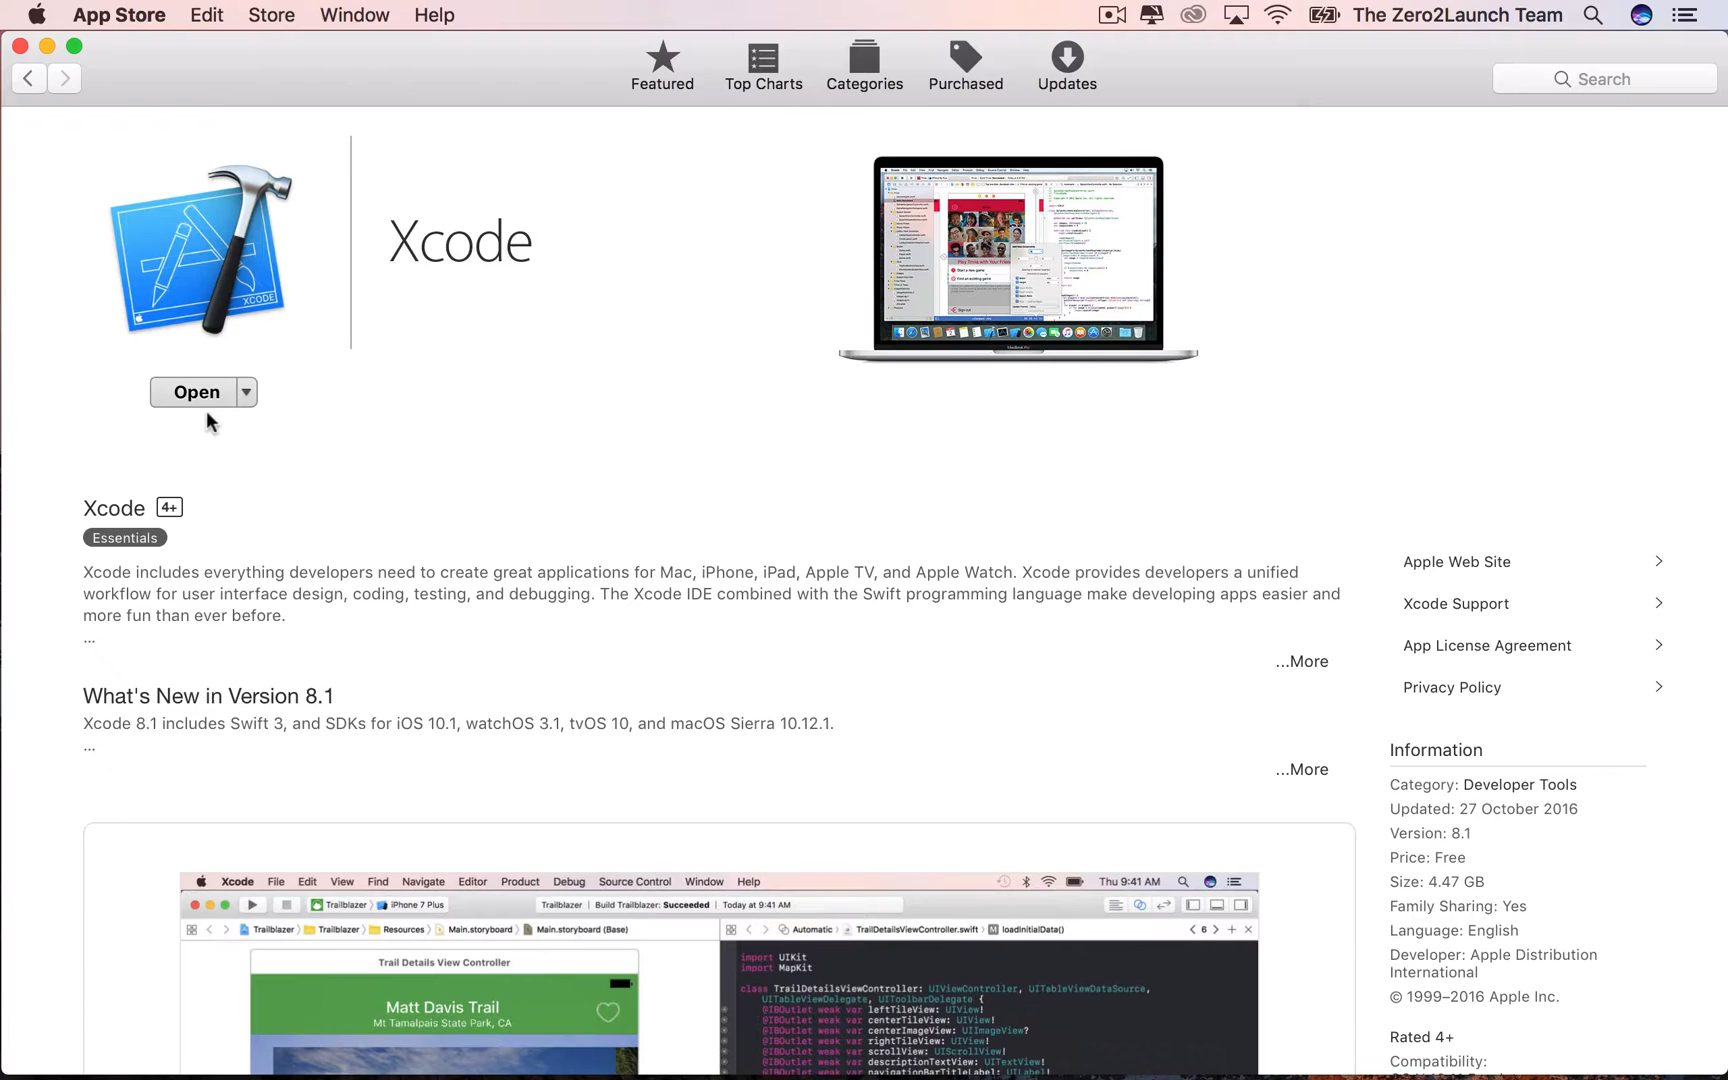 App Store Edit Store Window Help The Zero2Launch Team
Featured Top Charts Categories Purchased Updates Search
XCODE
Xcode
Open
Xcode 4+
Essentials
Xcode includes everything developers need to create great applications for Mac, iPhone, iPad, Apple TV, and Apple Watch. Xcode provides developers a unified
workflow for user interface design, coding, testing, and debugging. The Xcode IDE combined with the Swift programming language make developing apps easier and
more fun than ever before.
...
...More
What's New in Version 8.1
Xcode 8.1 includes Swift 3, and SDKs for iOS 10.1, watchOS 3.1, tvOS 10, and macOS Sierra 10.12.1.
...
...More
Apple Web Site
Xcode Support
App License Agreement
Privacy Policy
Information
Category: Developer Tools
Updated: 27 October 2016
Version: 8.1
Price: Free
Size: 4.47 GB
Family Sharing: Yes
Language: English
Developer: Apple Distribution
International
© 1999–2016 Apple Inc.
Rated 4+
Compatibility:
Xcode File Edit View Find Navigate Editor Product Debug Source Control Window Help Thu 9:41 AM
Trailblazer iPhone 7 Plus Trailblazer Build Trailblazer: Succeeded Today at 9:41 AM
Trailblazer Trailblazer Resources Main.storyboard Main.storyboard (Base) Automatic TrailDetailsViewController.swift loadInitialData() 6
Trail Details View Controller
Matt Davis Trail
Mt Tamalpais State Park, CA
import UIKit
import MapKit
class TrailDetailsViewController: UIViewController, UITableViewDataSource,
UITableViewDelegate, UIToolbarDelegate {
@IBOutlet weak var leftTileView: UIView!
@IBOutlet weak var centerTileView: UIView!
@IBOutlet weak var centerImageView: UIImageView?
@IBOutlet weak var rightTileView: UIView!
@IBOutlet weak var scrollView: UIScrollView!
@IBOutlet weak var descriptionTextView: UITextView!
@IBOutlet weak var navigationBarTitleLabel: UILabel!